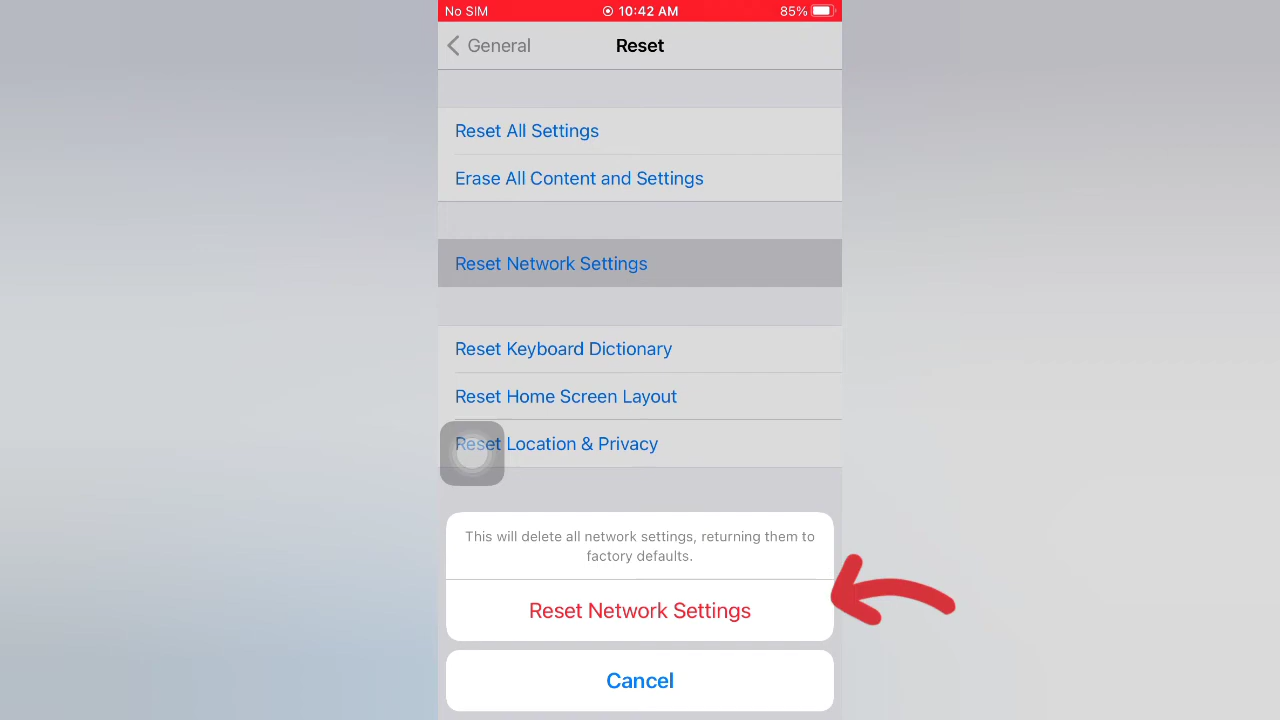 No SIM 10:42 AM 85%
General Reset
Reset All Settings
Erase All Content and Settings
Reset Network Settings
Reset Keyboard Dictionary
Reset Home Screen Layout
Reset Location & Privacy
This will delete all network settings, returning them to
factory defaults.
Reset Network Settings
Cancel